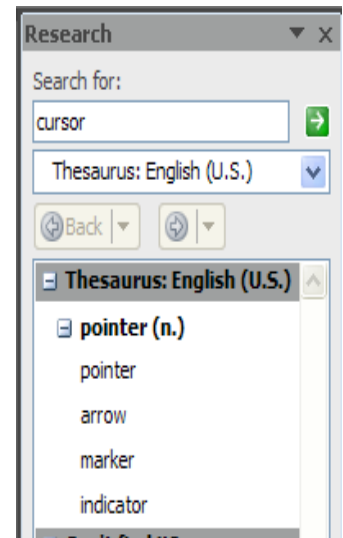 Research
Search for:
cursor
Thesaurus: English (U.S.)
Back
Thesaurus: English (U.S.)
pointer (n.)
pointer
arrow
marker
indicator